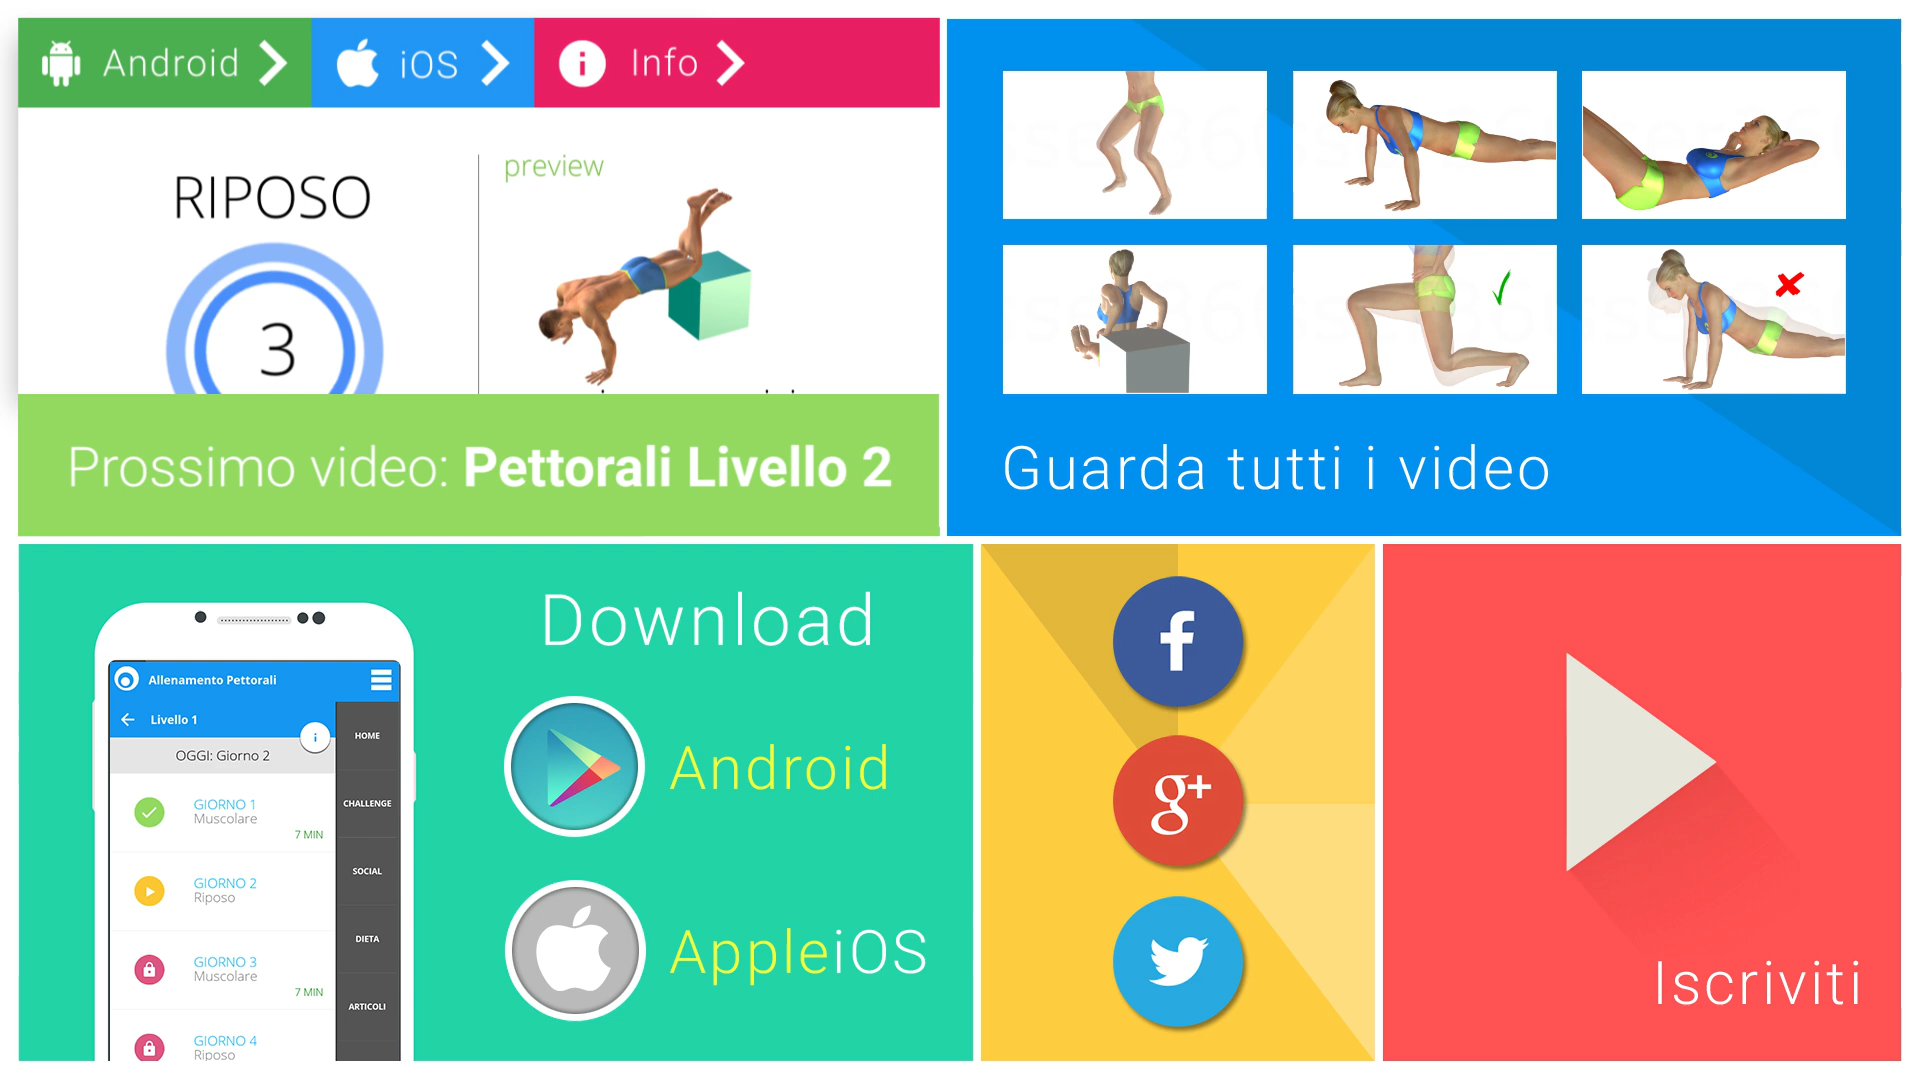 Android
iOS
Info
RIPOSO
3
preview
Prossimo video: Pettorali Livello 2
Guarda tutti i video
Download
Android
AppleiOS
Allenamento Pettorali
Livello 1
OGGI: Giorno 2
GIORNO 1
Muscolare
7 MIN
GIORNO 2
Riposo
GIORNO 3
Muscolare
7 MIN
GIORNO 4
Riposo
HOME
CHALLENGE
SOCIAL
DIETA
ARTICOLI
f
g+
Iscriviti